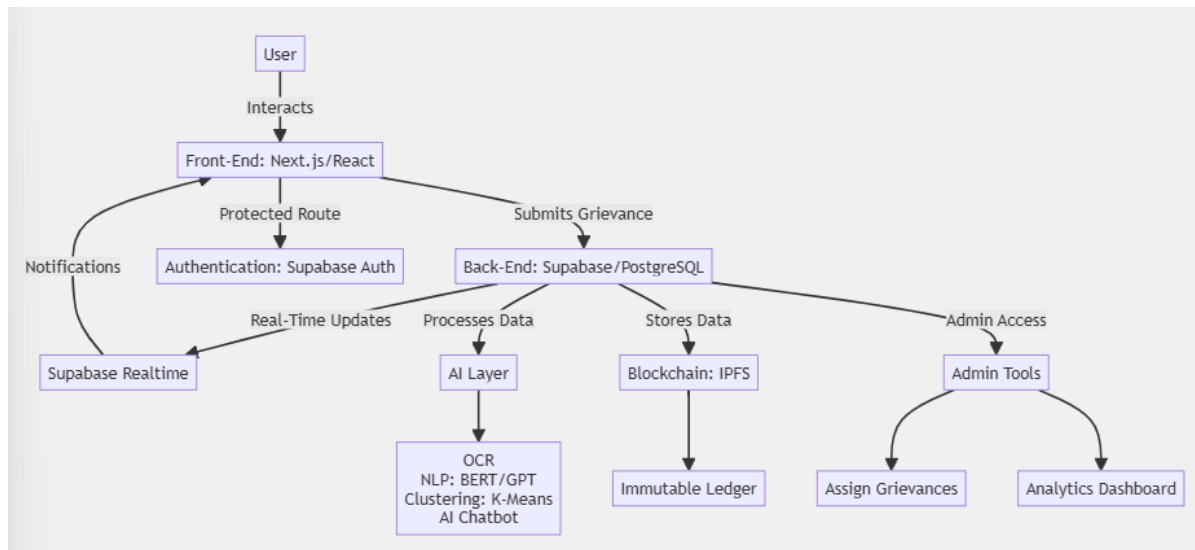 User
Interacts
Front-End: Next.js/React
Protected Route
Submits Grievance
Notifications
Authentication: Supabase Auth
Back-End: Supabase/PostgreSQL
Real-Time Updates
Processes Data
Stores Data
Admin Access
Supabase Realtime
AI Layer
Blockchain: IPFS
Admin Tools
OCR
NLP: BERT/GPT
Clustering: K-Means
AI Chatbot
Immutable Ledger
Assign Grievances
Analytics Dashboard